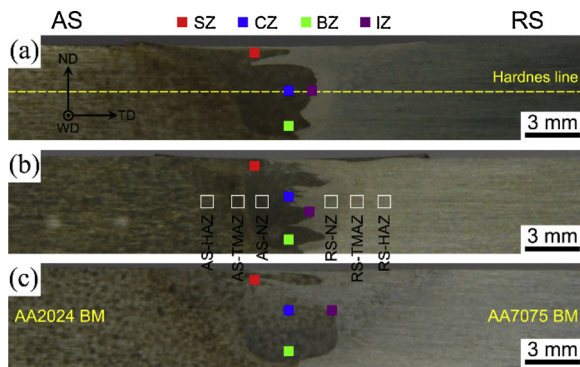 AS RS
SZ CZ BZ IZ
(a)
ND
TD
WD
Hardnes line
3 mm
(b)
AS-HAZ
AS-TMAZ
AS-NZ
RS-NZ
RS-TMAZ
RS-HAZ
3 mm
(c)
AA2024 BM
AA7075 BM
3 mm